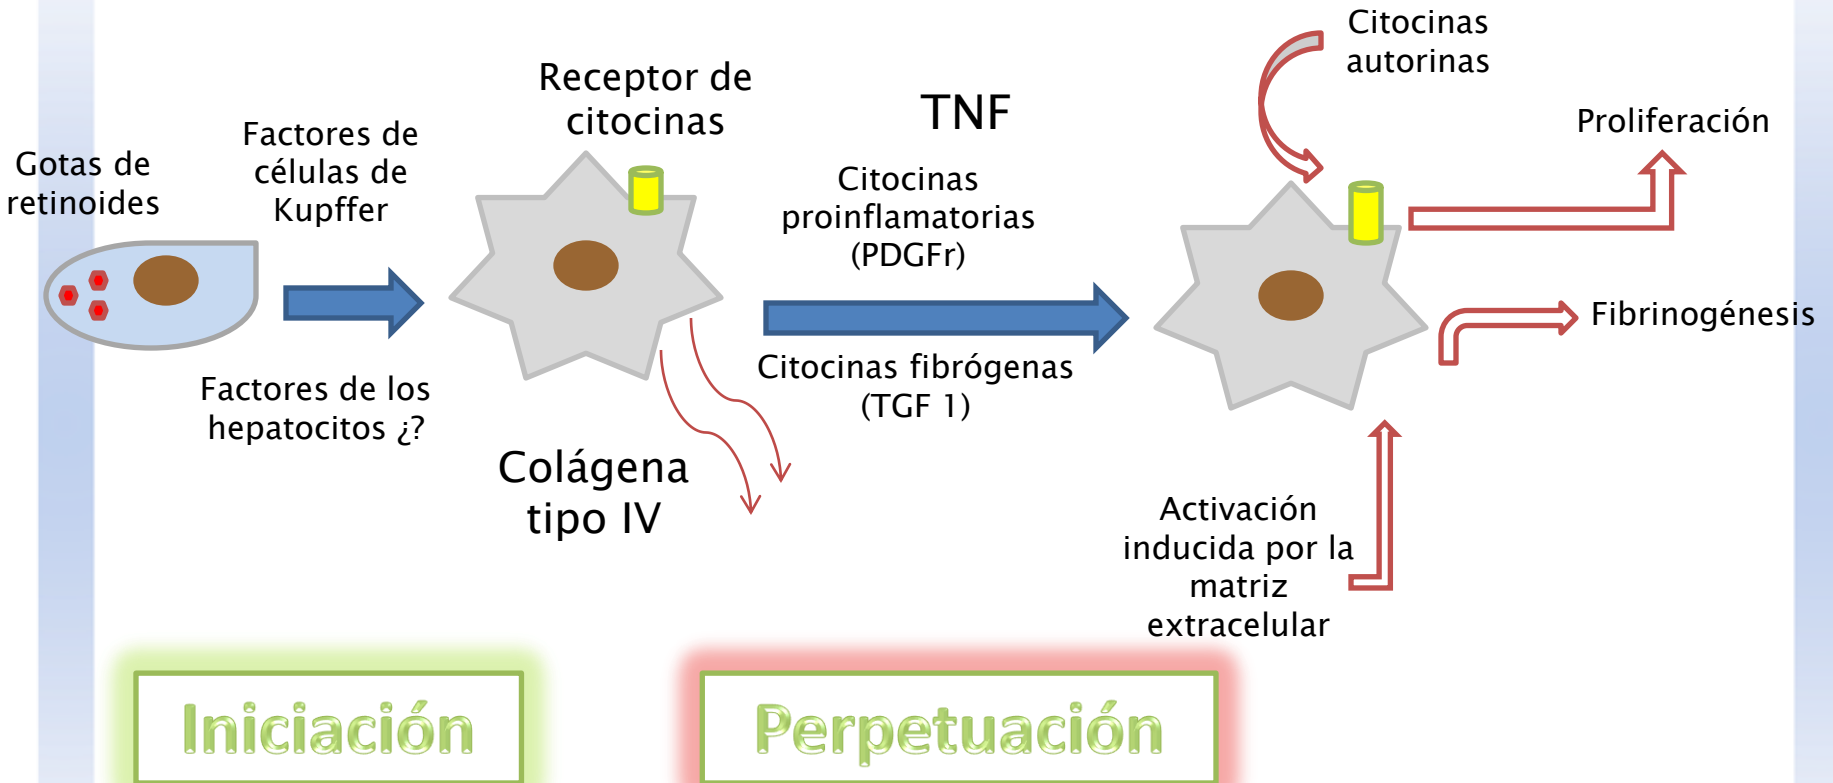 Gotas de
retinoides
Factores de
células de
Kupffer
Factores de los
hepatocitos ¿?
Receptor de
citocinas
Colágena
tipo IV
TNF
Citocinas
proinflamatorias
(PDGFr)
Citocinas fibrógenas
(TGF 1)
Citocinas
autorinas
Proliferación
Fibrinogénesis
Activación
inducida por la
matriz
extracelular
Iniciación
Perpetuación